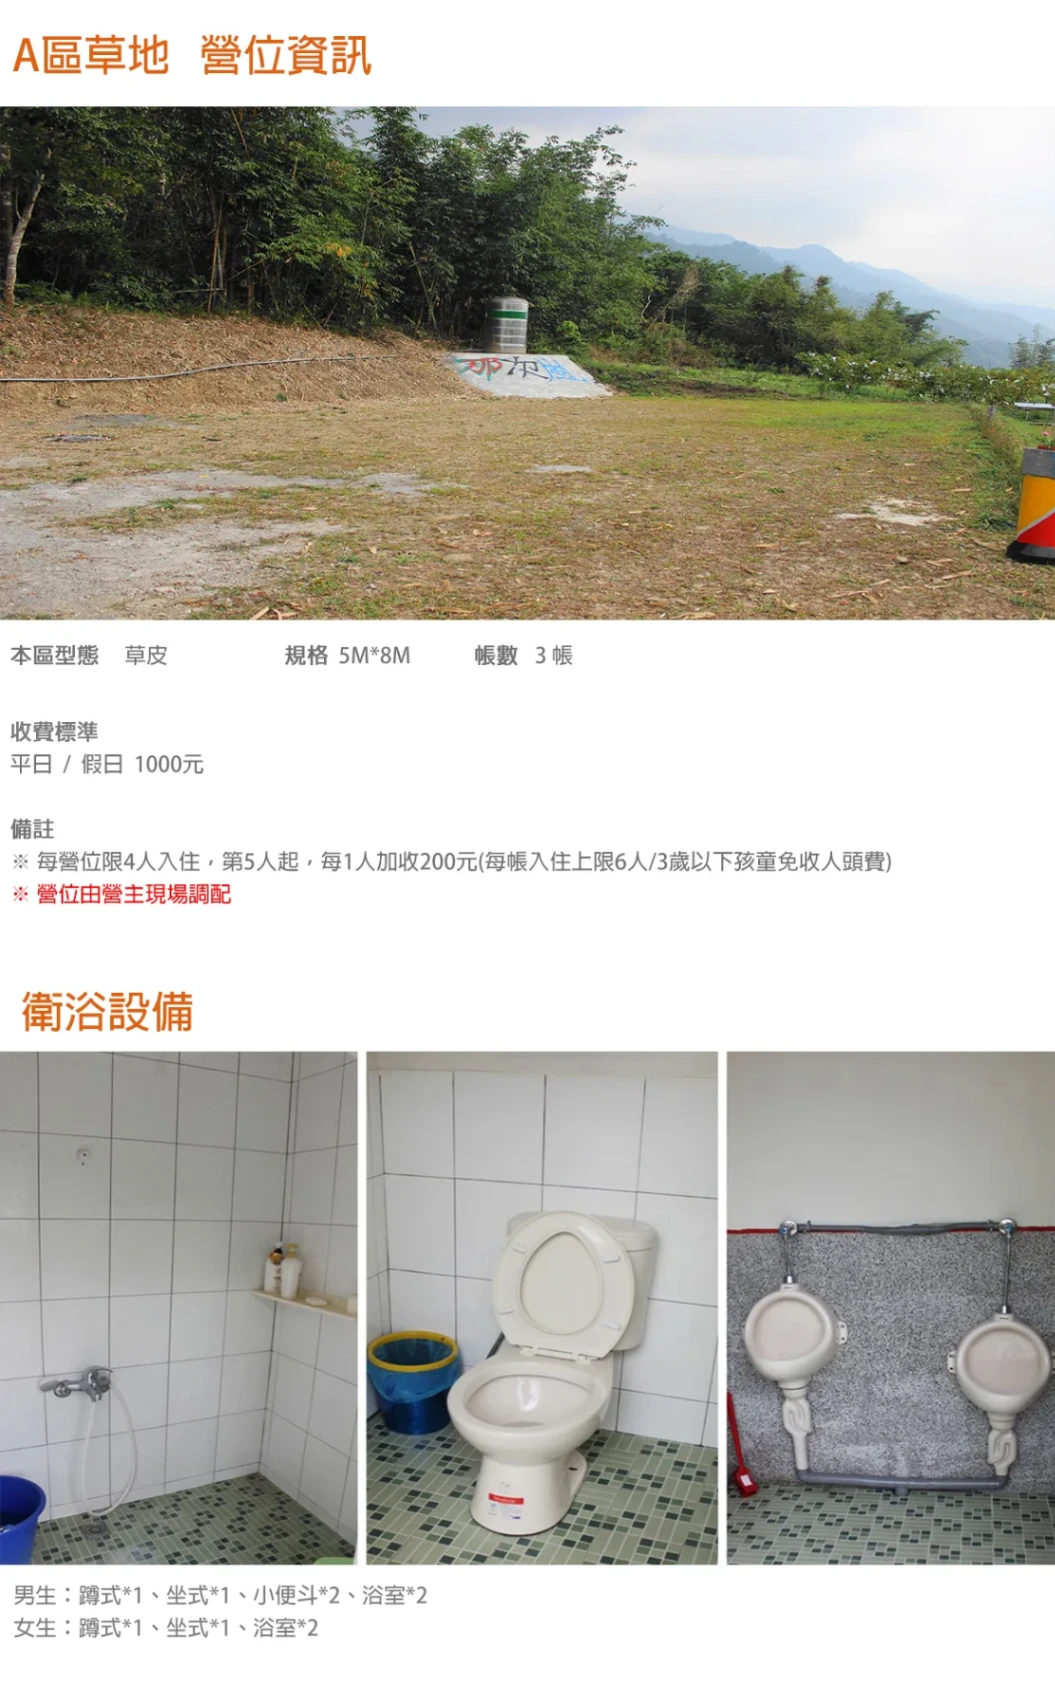 A區草地 營位資訊
那次營
本區型態 草皮 規格 5M*8M 帳數 3 帳
收費標準
平日 / 假日 1000元
備註
※ 每營位限4人入住，第5人起，每1人加收200元(每帳入住上限6人/3歲以下孩童免收人頭費)
※ 營位由營主現場調配
衛浴設備
男生：蹲式*1、坐式*1、小便斗*2、浴室*2
女生：蹲式*1、坐式*1、浴室*2